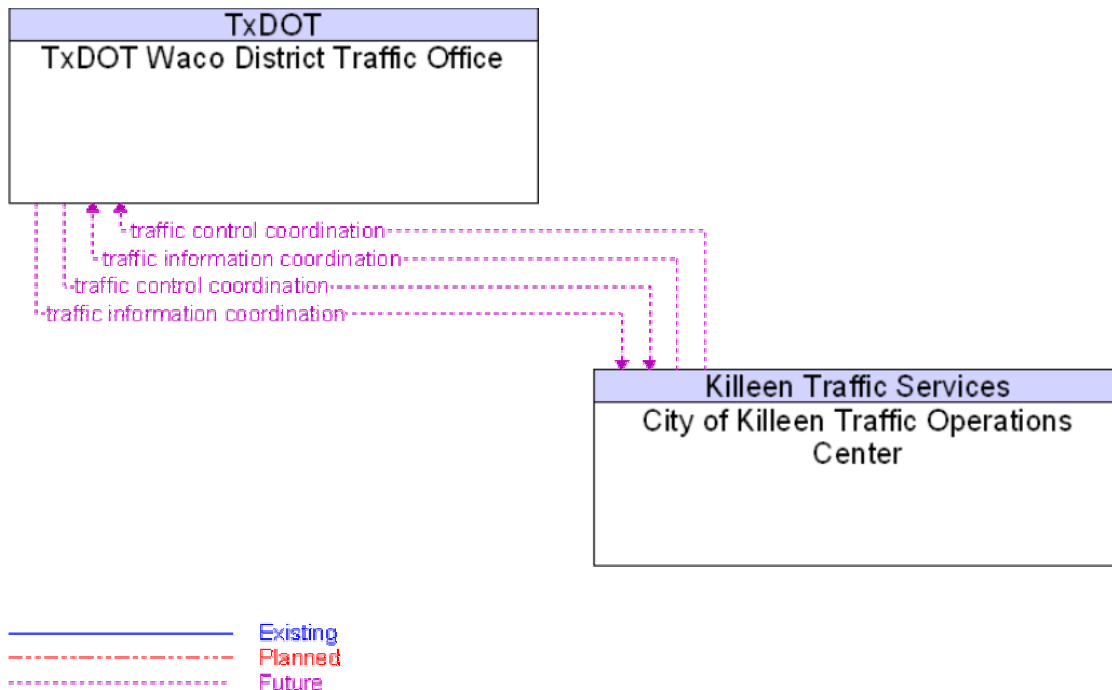 TxDOT
TxDOT Waco District Traffic Office
traffic control coordination
traffic information coordination
traffic control coordination
traffic information coordination
Killeen Traffic Services
City of Killeen Traffic Operations
Center
Existing
Planned
Future